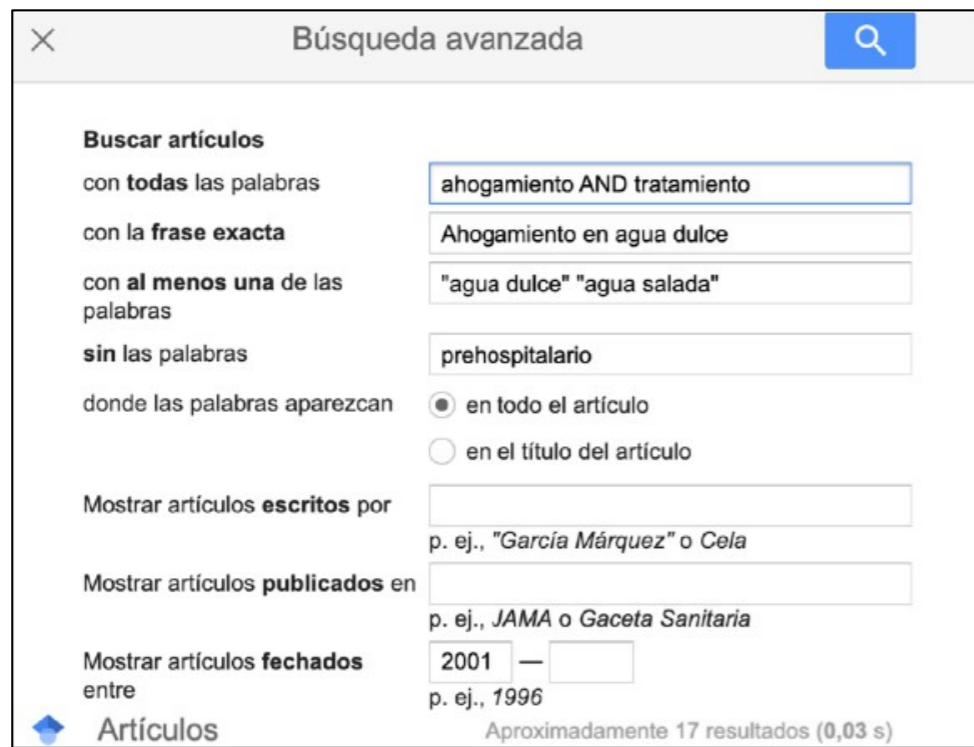 Búsqueda avanzada
Buscar artículos
con todas las palabras
ahogamiento AND tratamiento
con la frase exacta
Ahogamiento en agua dulce
con al menos una de las
palabras
"agua dulce" "agua salada"
sin las palabras
prehospitalario
donde las palabras aparezcan
en todo el artículo
en el título del artículo
Mostrar artículos escritos por
p. ej., "García Márquez" o Cela
Mostrar artículos publicados en
p. ej., JAMA o Gaceta Sanitaria
Mostrar artículos fechados
entre
2001 —
p. ej., 1996
Artículos
Aproximadamente 17 resultados (0,03 s)